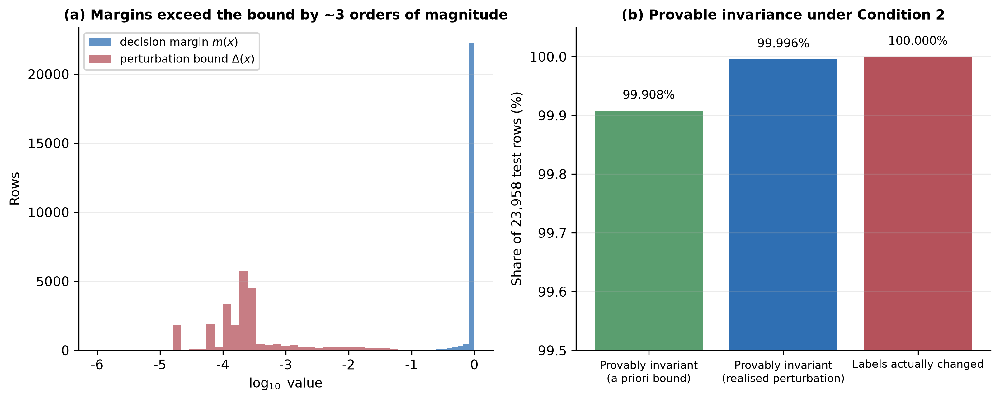 (a) Margins exceed the bound by ~3 orders of magnitude
decision margin m(x)
perturbation bound Δ(x)
Rows
20000
15000
10000
5000
0
-6
-5
-4
-3
-2
-1
0
log₁₀ value
(b) Provable invariance under Condition 2
Share of 23,958 test rows (%)
100.0
99.9
99.8
99.7
99.6
99.5
99.908%
99.996%
100.000%
Provably invariant
(a priori bound)
Provably invariant
(realised perturbation)
Labels actually changed